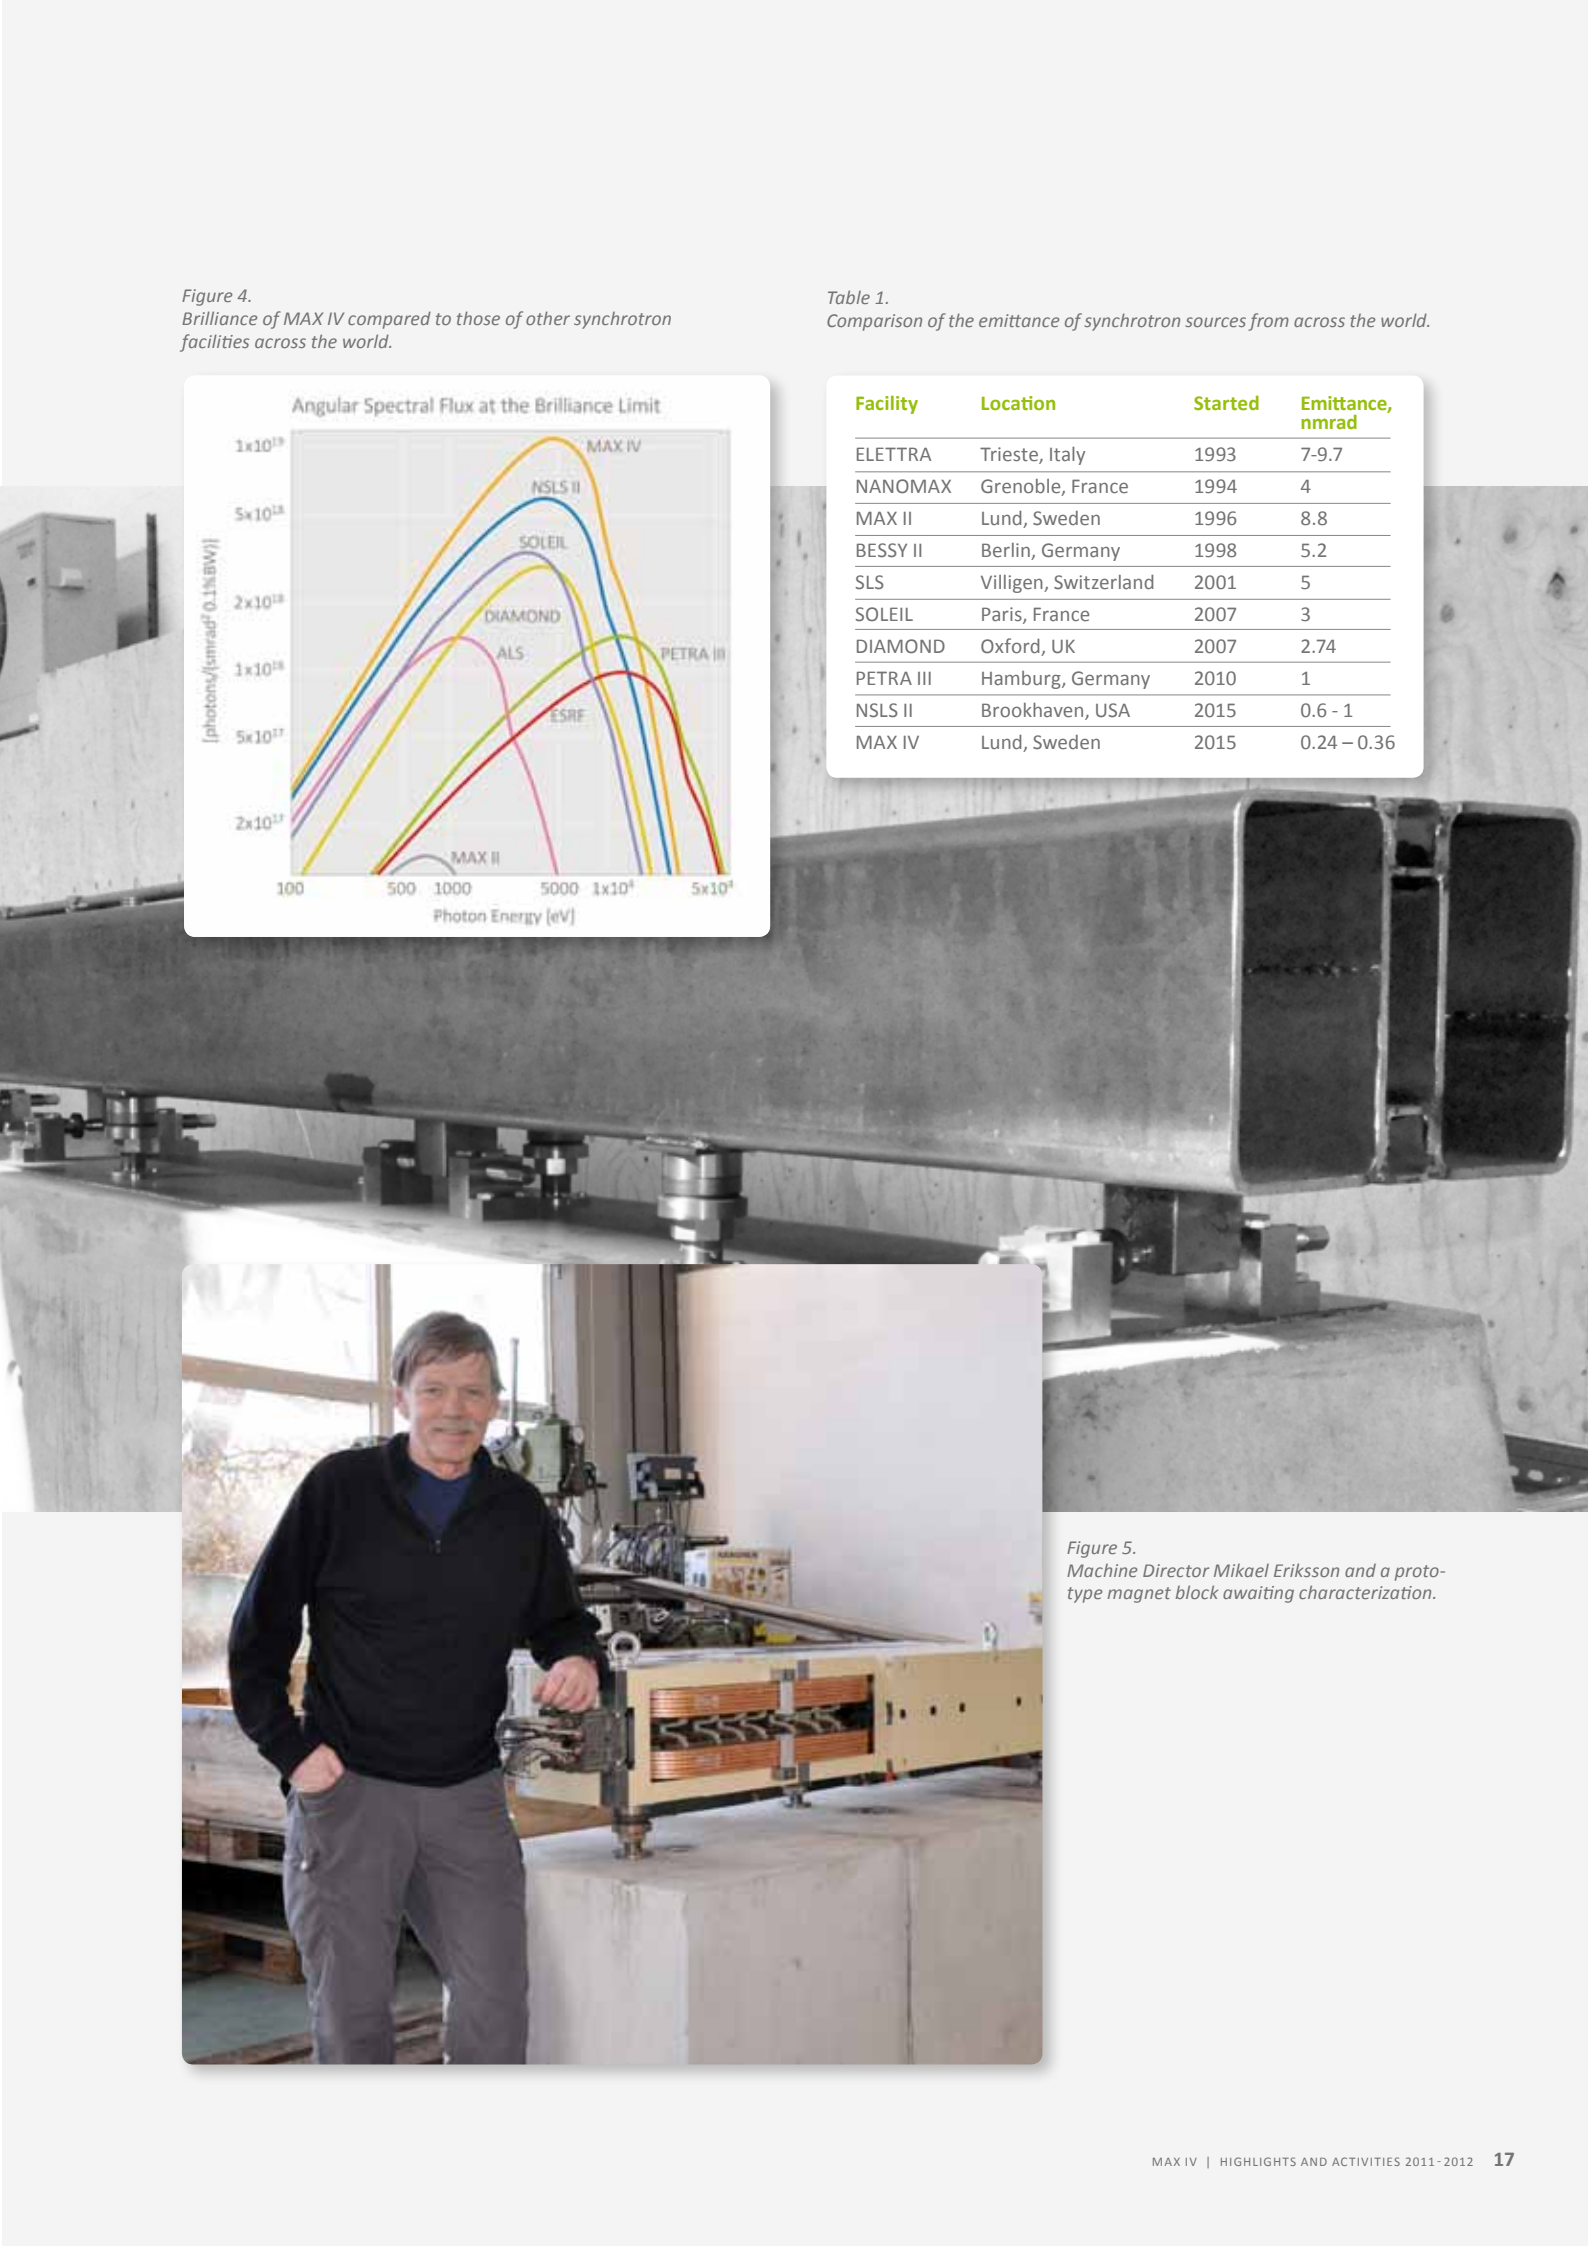 Figure 4.
Brilliance of MAX IV compared to those of other synchrotron
facilities across the world.
Angular Spectral Flux at the Brilliance Limit
[photons/(smrad² 0.1%BW)]
1x10¹⁹
5x10¹⁸
2x10¹⁸
1x10¹⁸
5x10¹⁷
2x10¹⁷
MAX IV
NSLS II
SOLEIL
DIAMOND
ALS
PETRA III
ESRF
MAX II
100 500 1000 5000 1x10⁴ 5x10⁴
Photon Energy [eV]
Table 1.
Comparison of the emittance of synchrotron sources from across the world.
Facility Location Started Emittance,
nmrad
ELETTRA Trieste, Italy 1993 7-9.7
NANOMAX Grenoble, France 1994 4
MAX II Lund, Sweden 1996 8.8
BESSY II Berlin, Germany 1998 5.2
SLS Villigen, Switzerland 2001 5
SOLEIL Paris, France 2007 3
DIAMOND Oxford, UK 2007 2.74
PETRA III Hamburg, Germany 2010 1
NSLS II Brookhaven, USA 2015 0.6 - 1
MAX IV Lund, Sweden 2015 0.24 – 0.36
Figure 5.
Machine Director Mikael Eriksson and a proto-
type magnet block awaiting characterization.
MAX IV | HIGHLIGHTS AND ACTIVITIES 2011-2012 17